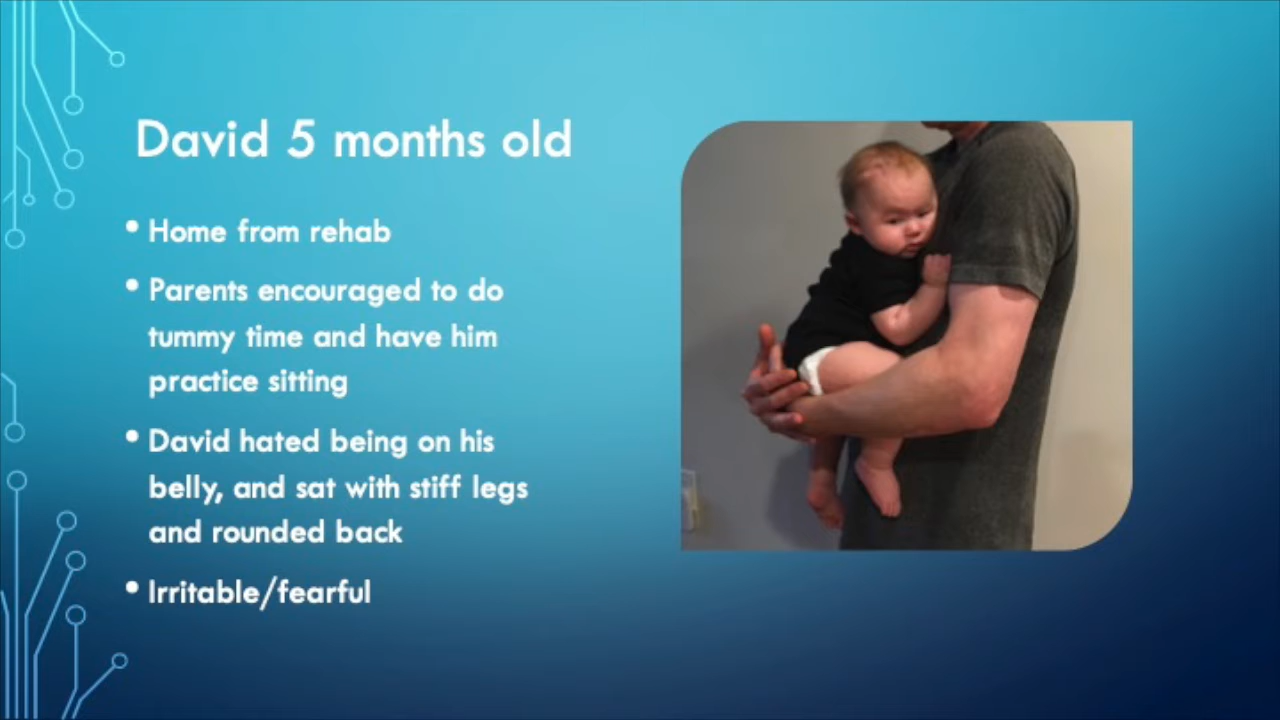 David 5 months old
• Home from rehab
• Parents encouraged to do
tummy time and have him
practice sitting
• David hated being on his
belly, and sat with stiff legs
and rounded back
• Irritable/fearful